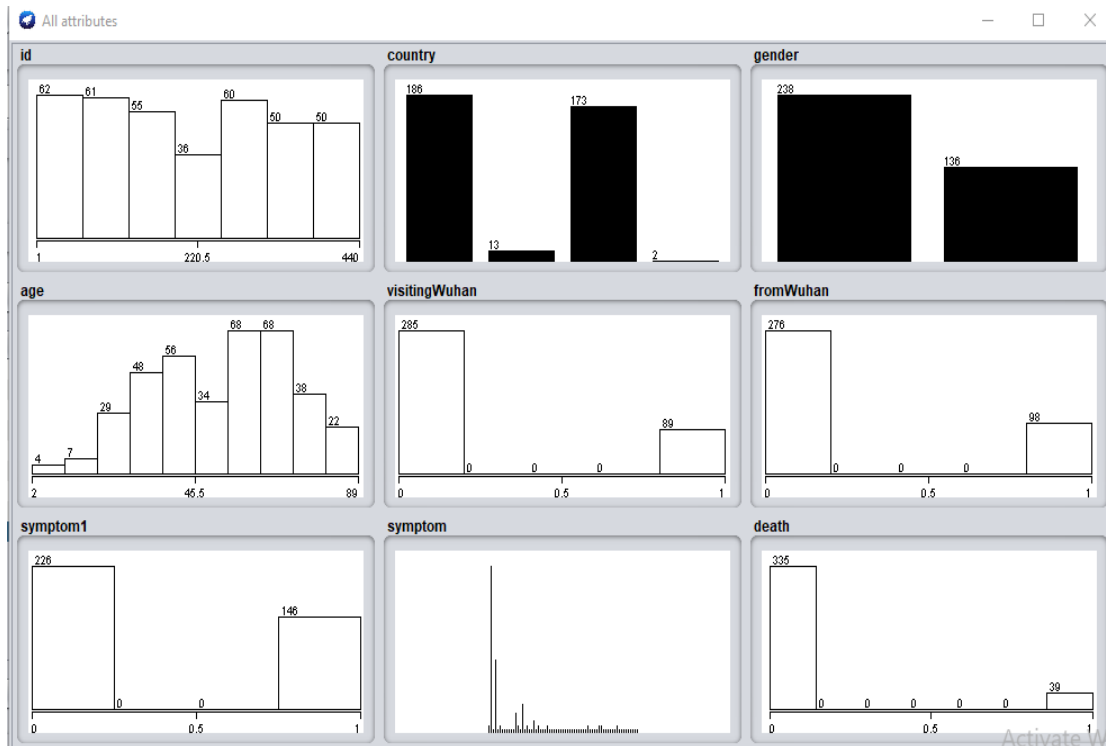 All attributes
id
country
gender
62 61 55 36 60 50 50
1 220.5 440
186 13 173 2
238 136
age
visitingWuhan
fromWuhan
4 7 29 48 56 34 68 68 38 22
2 45.5 89
285 0 0 0 89
0 0.5 1
276 0 0 0 98
0 0.5 1
symptom1
symptom
death
226 0 0 146
0 0.5 1
335 0 0 0 0 0 39
0 0.5 1
Activate W